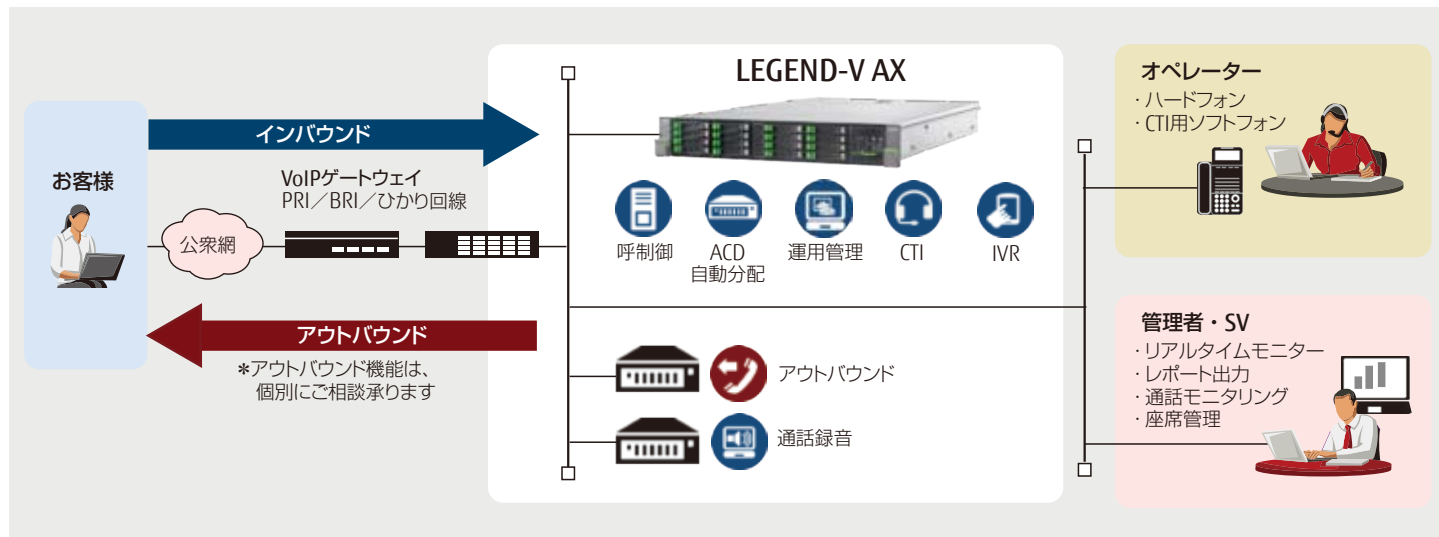 お客様
インバウンド
VoIPゲートウェイ
PRI／BRI／ひかり回線
公衆網
アウトバウンド
*アウトバウンド機能は、
個別にご相談承ります
LEGEND-V AX
呼制御
ACD
自動分配
運用管理
CTI
IVR
アウトバウンド
通話録音
オペレーター
・ハードフォン
・CTI用ソフトフォン
管理者・SV
・リアルタイムモニター
・レポート出力
・通話モニタリング
・座席管理